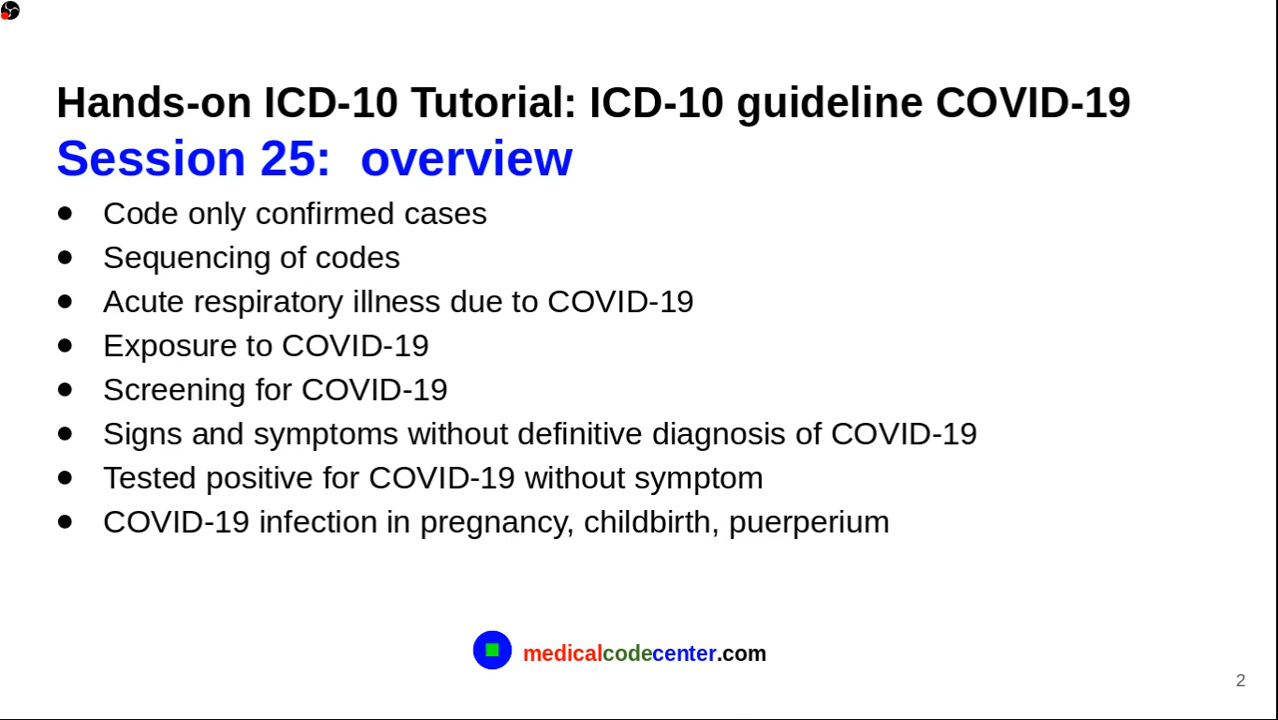 Hands-on ICD-10 Tutorial: ICD-10 guideline COVID-19
Session 25: overview
● Code only confirmed cases
● Sequencing of codes
● Acute respiratory illness due to COVID-19
● Exposure to COVID-19
● Screening for COVID-19
● Signs and symptoms without definitive diagnosis of COVID-19
● Tested positive for COVID-19 without symptom
● COVID-19 infection in pregnancy, childbirth, puerperium
medicalcodecenter.com
2